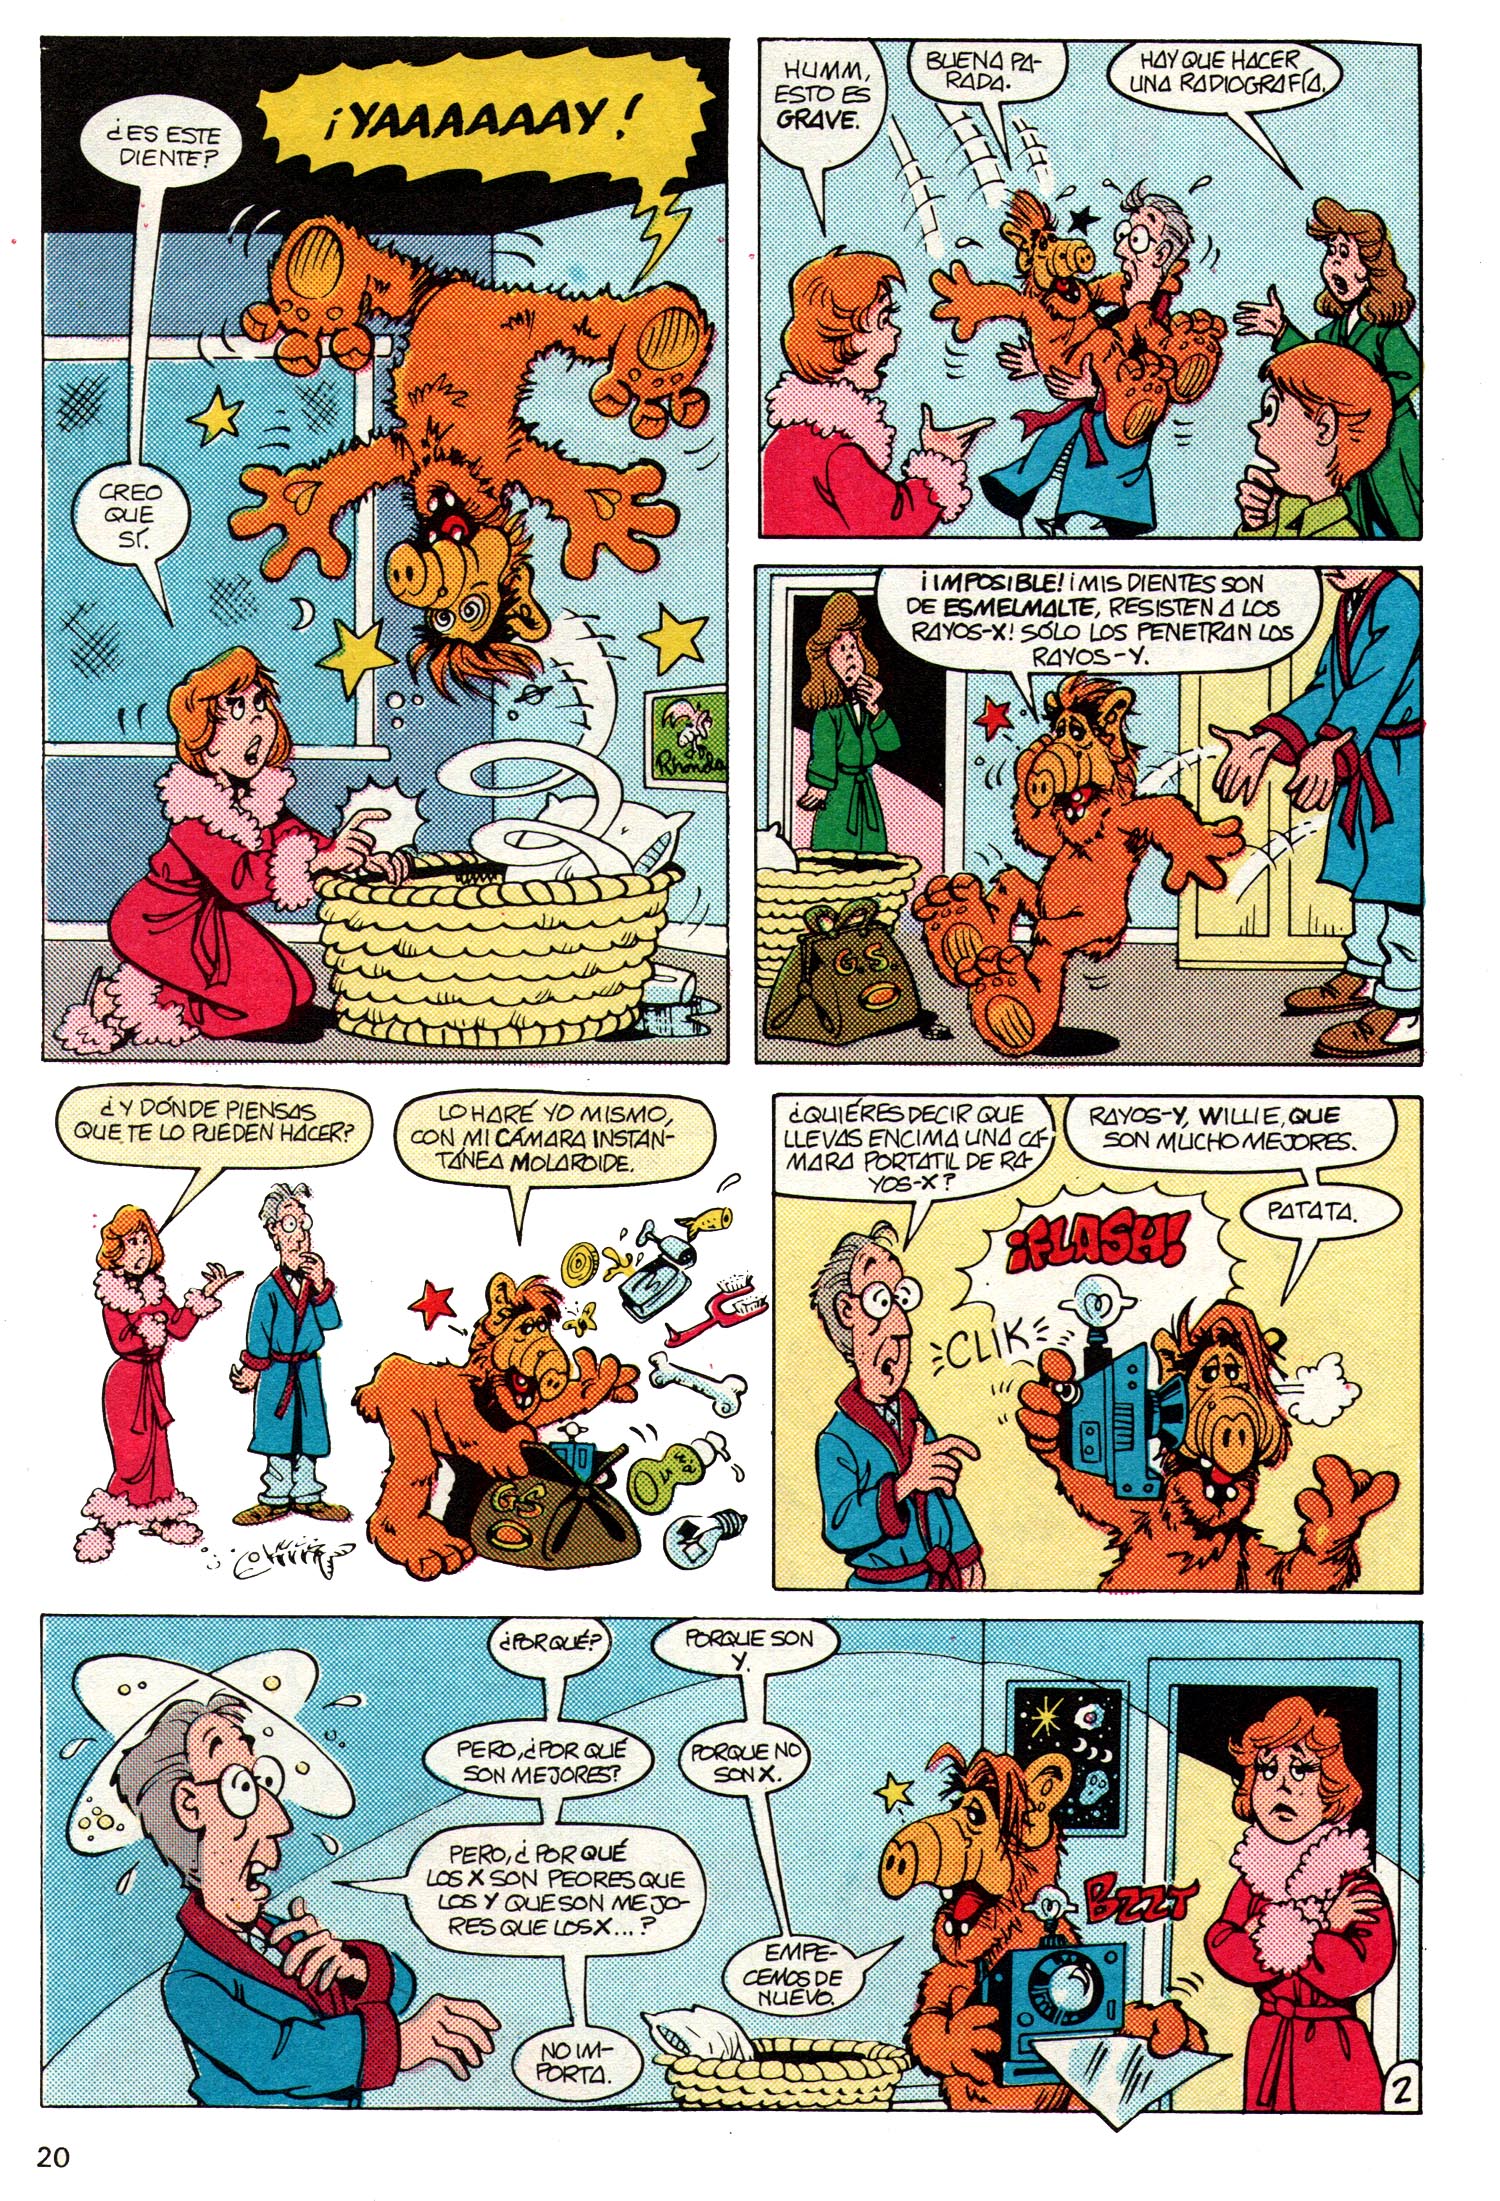 ¿ES ESTE
DIENTE?
¡YAAAAAAAY!
CREO
QUE
SÍ.
Rhonda
HUMM,
ESTO ES
GRAVE.
BUENA PA-
RADA.
HAY QUE HACER
UNA RADIOGRAFÍA.
¡IMPOSIBLE! ¡MIS DIENTES SON
DE ESMELMALTE, RESISTEN A LOS
RAYOS-X! SÓLO LOS PENETRAN LOS
RAYOS-Y.
G.S.
¿Y DÓNDE PIENSAS
QUE TE LO PUEDEN HACER?
LO HARÉ YO MISMO,
CON MI CÁMARA INSTAN-
TÁNEA MOLAROIDE.
G.S.
¿QUIÉRES DECIR QUE
LLEVAS ENCIMA UNA CÁ-
MARA PORTATIL DE RA-
YOS-X?
RAYOS-Y, WILLIE, QUE
SON MUCHO MEJORES.
PATATA.
¡FLASH!
CLIK
¿POR QUÉ?
PORQUE SON
Y.
PERO, ¿POR QUÉ
SON MEJORES?
PORQUE NO
SON X.
PERO, ¿POR QUÉ
LOS X SON PEORES QUE
LOS Y QUE SON MEJO-
RES QUE LOS X...?
EMPE-
CEMOS DE
NUEVO.
NO IM-
PORTA.
BZZZT
2
20